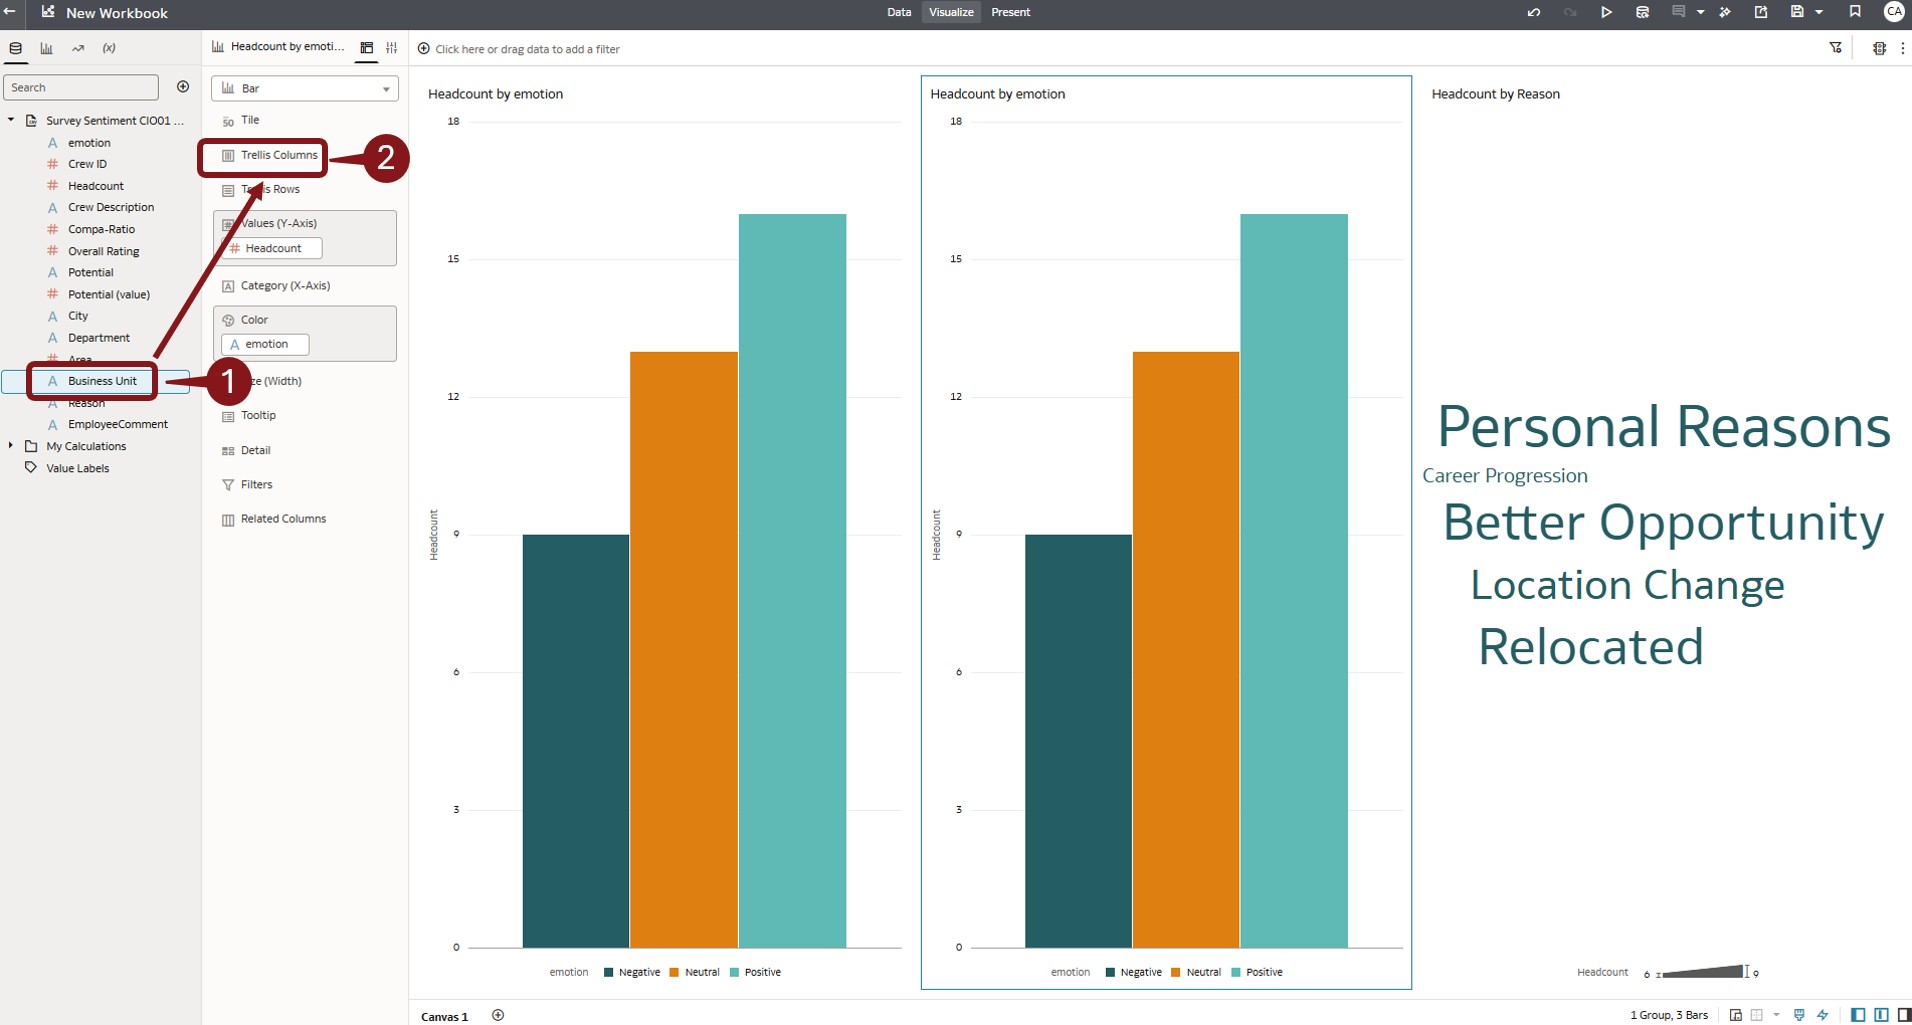 New Workbook
Data
Visualize
Present
CA
(x)
Headcount by emoti...
Click here or drag data to add a filter
Search
Bar
Survey Sentiment CIO01 ...
emotion
Crew ID
Headcount
Crew Description
Compa-Ratio
Overall Rating
Potential
Potential (value)
City
Department
Area
Business Unit
Reason
EmployeeComment
My Calculations
Value Labels
1
50
Tile
Trellis Columns
2
Rows
Values (Y-Axis)
Headcount
Category (X-Axis)
Color
emotion
(Width)
Tooltip
Detail
Filters
Related Columns
Headcount by emotion
18
15
12
9
6
3
0
Headcount
emotion
Negative
Neutral
Positive
Headcount by emotion
18
15
12
9
6
3
0
Headcount
emotion
Negative
Neutral
Positive
Headcount by Reason
Personal Reasons
Career Progression
Better Opportunity
Location Change
Relocated
Headcount
6
9
Canvas 1
1 Group, 3 Bars